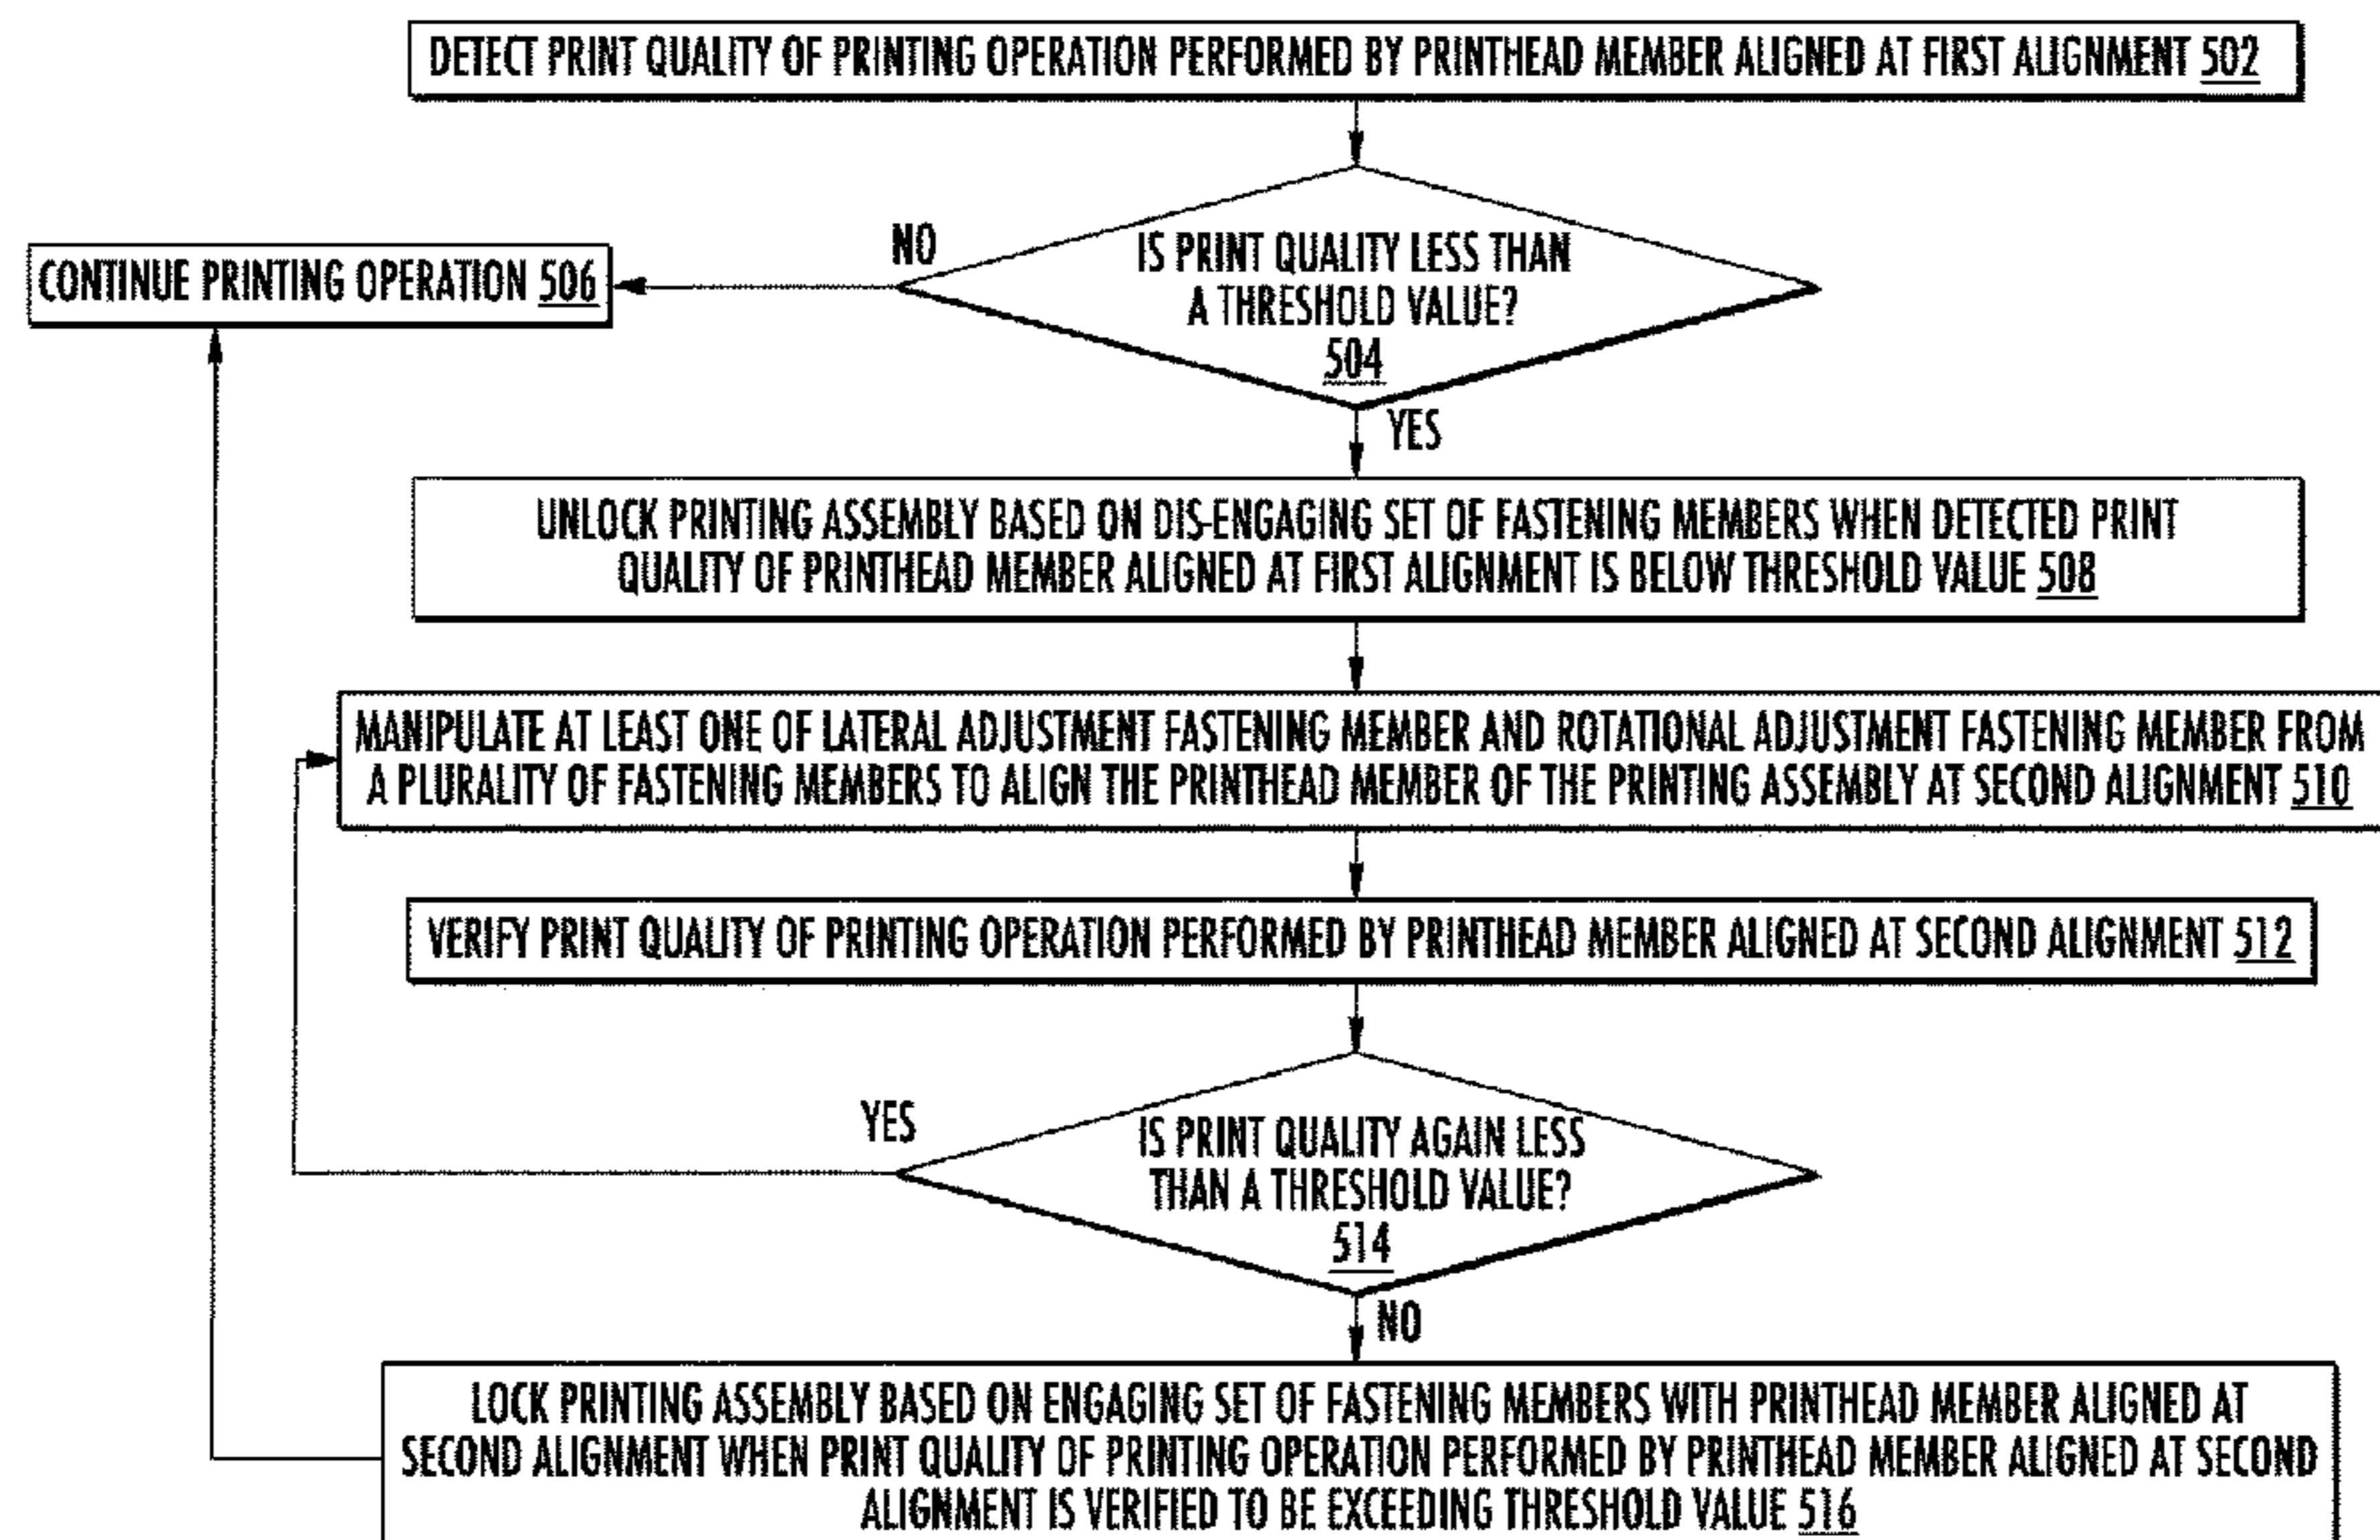 DETECT PRINT QUALITY OF PRINTING OPERATION PERFORMED BY PRINTHEAD MEMBER ALIGNED AT FIRST ALIGNMENT 502
NO
IS PRINT QUALITY LESS THAN
A THRESHOLD VALUE?
504
CONTINUE PRINTING OPERATION 506
YES
UNLOCK PRINTING ASSEMBLY BASED ON DIS-ENGAGING SET OF FASTENING MEMBERS WHEN DETECTED PRINT
QUALITY OF PRINTHEAD MEMBER ALIGNED AT FIRST ALIGNMENT IS BELOW THRESHOLD VALUE 508
MANIPULATE AT LEAST ONE OF LATERAL ADJUSTMENT FASTENING MEMBER AND ROTATIONAL ADJUSTMENT FASTENING MEMBER FROM
A PLURALITY OF FASTENING MEMBERS TO ALIGN THE PRINTHEAD MEMBER OF THE PRINTING ASSEMBLY AT SECOND ALIGNMENT 510
VERIFY PRINT QUALITY OF PRINTING OPERATION PERFORMED BY PRINTHEAD MEMBER ALIGNED AT SECOND ALIGNMENT 512
YES
IS PRINT QUALITY AGAIN LESS
THAN A THRESHOLD VALUE?
514
NO
LOCK PRINTING ASSEMBLY BASED ON ENGAGING SET OF FASTENING MEMBERS WITH PRINTHEAD MEMBER ALIGNED AT
SECOND ALIGNMENT WHEN PRINT QUALITY OF PRINTING OPERATION PERFORMED BY PRINTHEAD MEMBER ALIGNED AT SECOND
ALIGNMENT IS VERIFIED TO BE EXCEEDING THRESHOLD VALUE 516